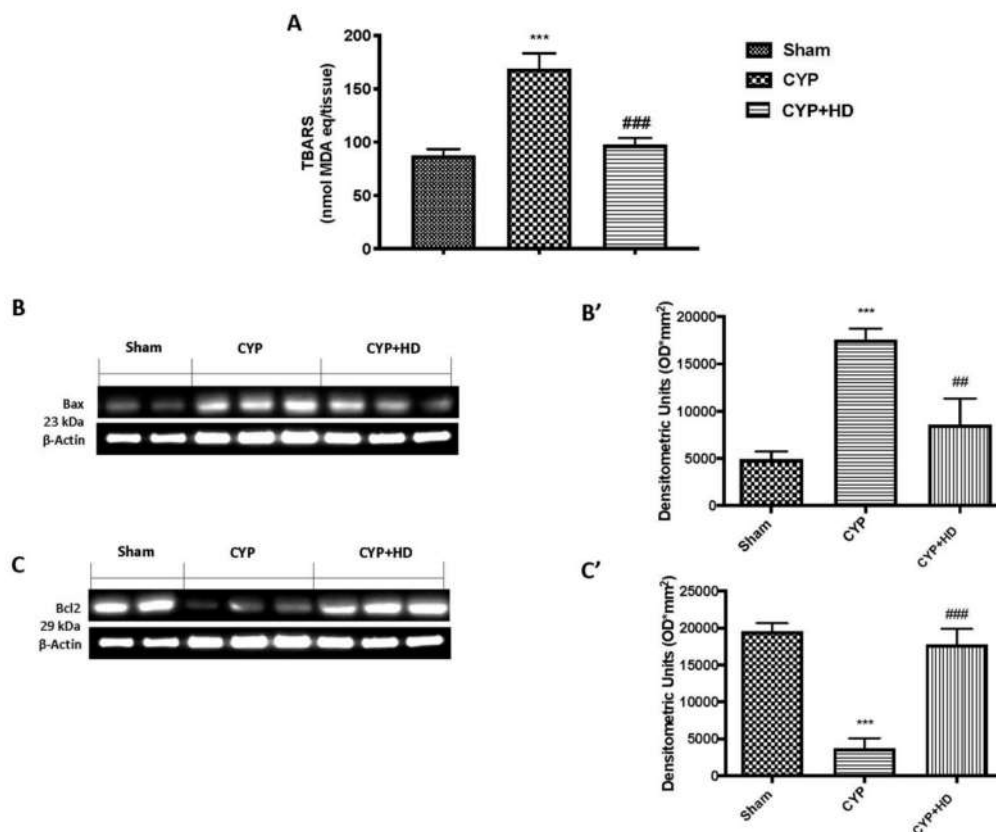 A
200
150
100
50
0
TBARS
(nmol MDA eq/tissue)
***
###
Sham
CYP
CYP+HD
B
Sham CYP CYP+HD
Bax
23 kDa
β-Actin
B'
Densitometric Units (OD*mm²)
20000
15000
10000
5000
0
***
##
Sham CYP CYP+HD
C
Sham CYP CYP+HD
Bcl2
29 kDa
β-Actin
C'
Densitometric Units (OD*mm²)
25000
20000
15000
10000
5000
0
***
###
Sham CYP CYP+HD